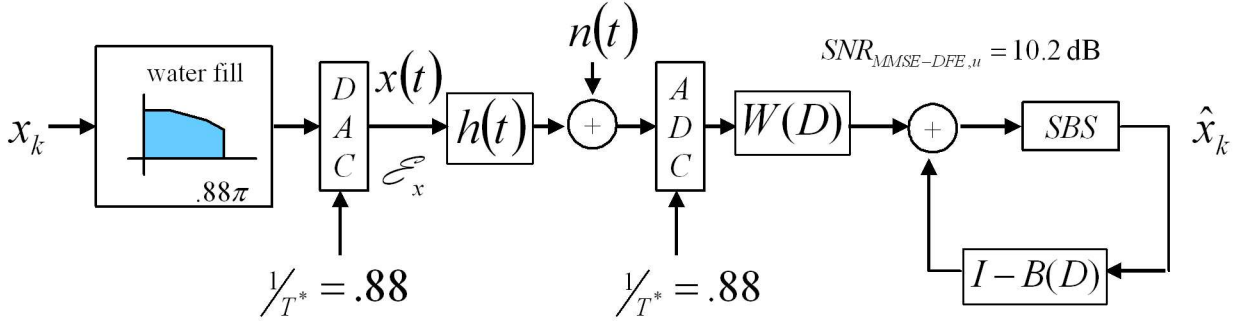 n(t)
SNR_{MMSE-DFE,u} = 10.2 dB
water fill
.88π
x_k
D
A
C
x(t)
ℰ_x
h(t)
+
A
D
C
W(D)
+
SBS
x̂_k
I − B(D)
1/T* = .88
1/T* = .88